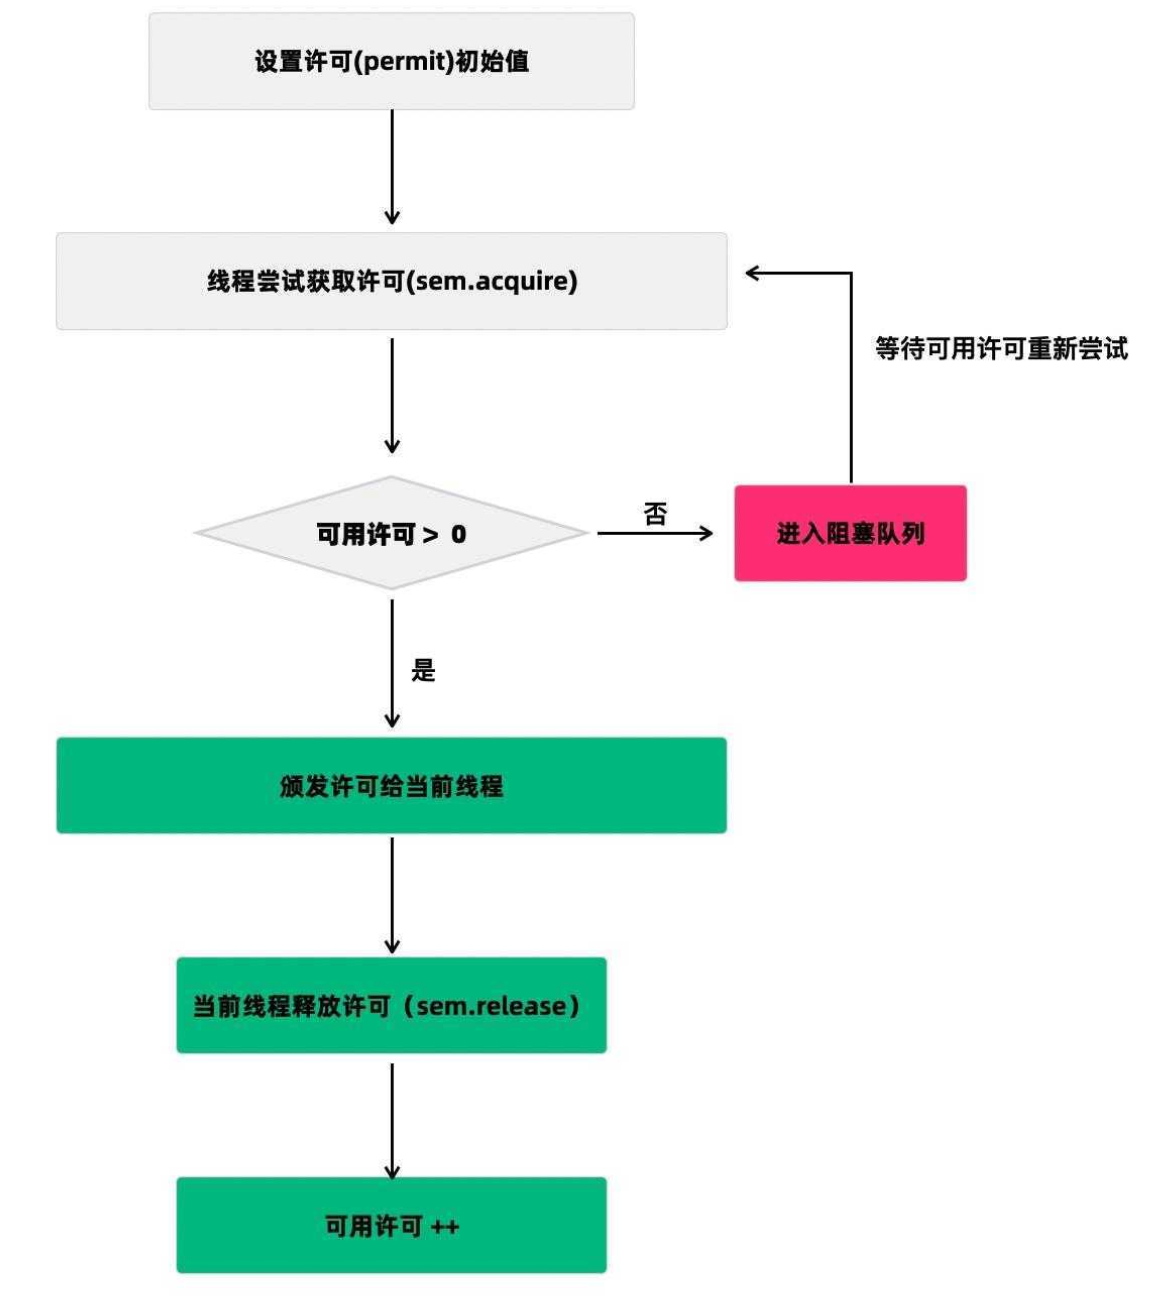 设置许可(permit)初始值
线程尝试获取许可(sem.acquire)
等待可用许可重新尝试
可用许可 > 0
否
进入阻塞队列
是
颁发许可给当前线程
当前线程释放许可（sem.release）
可用许可 ++